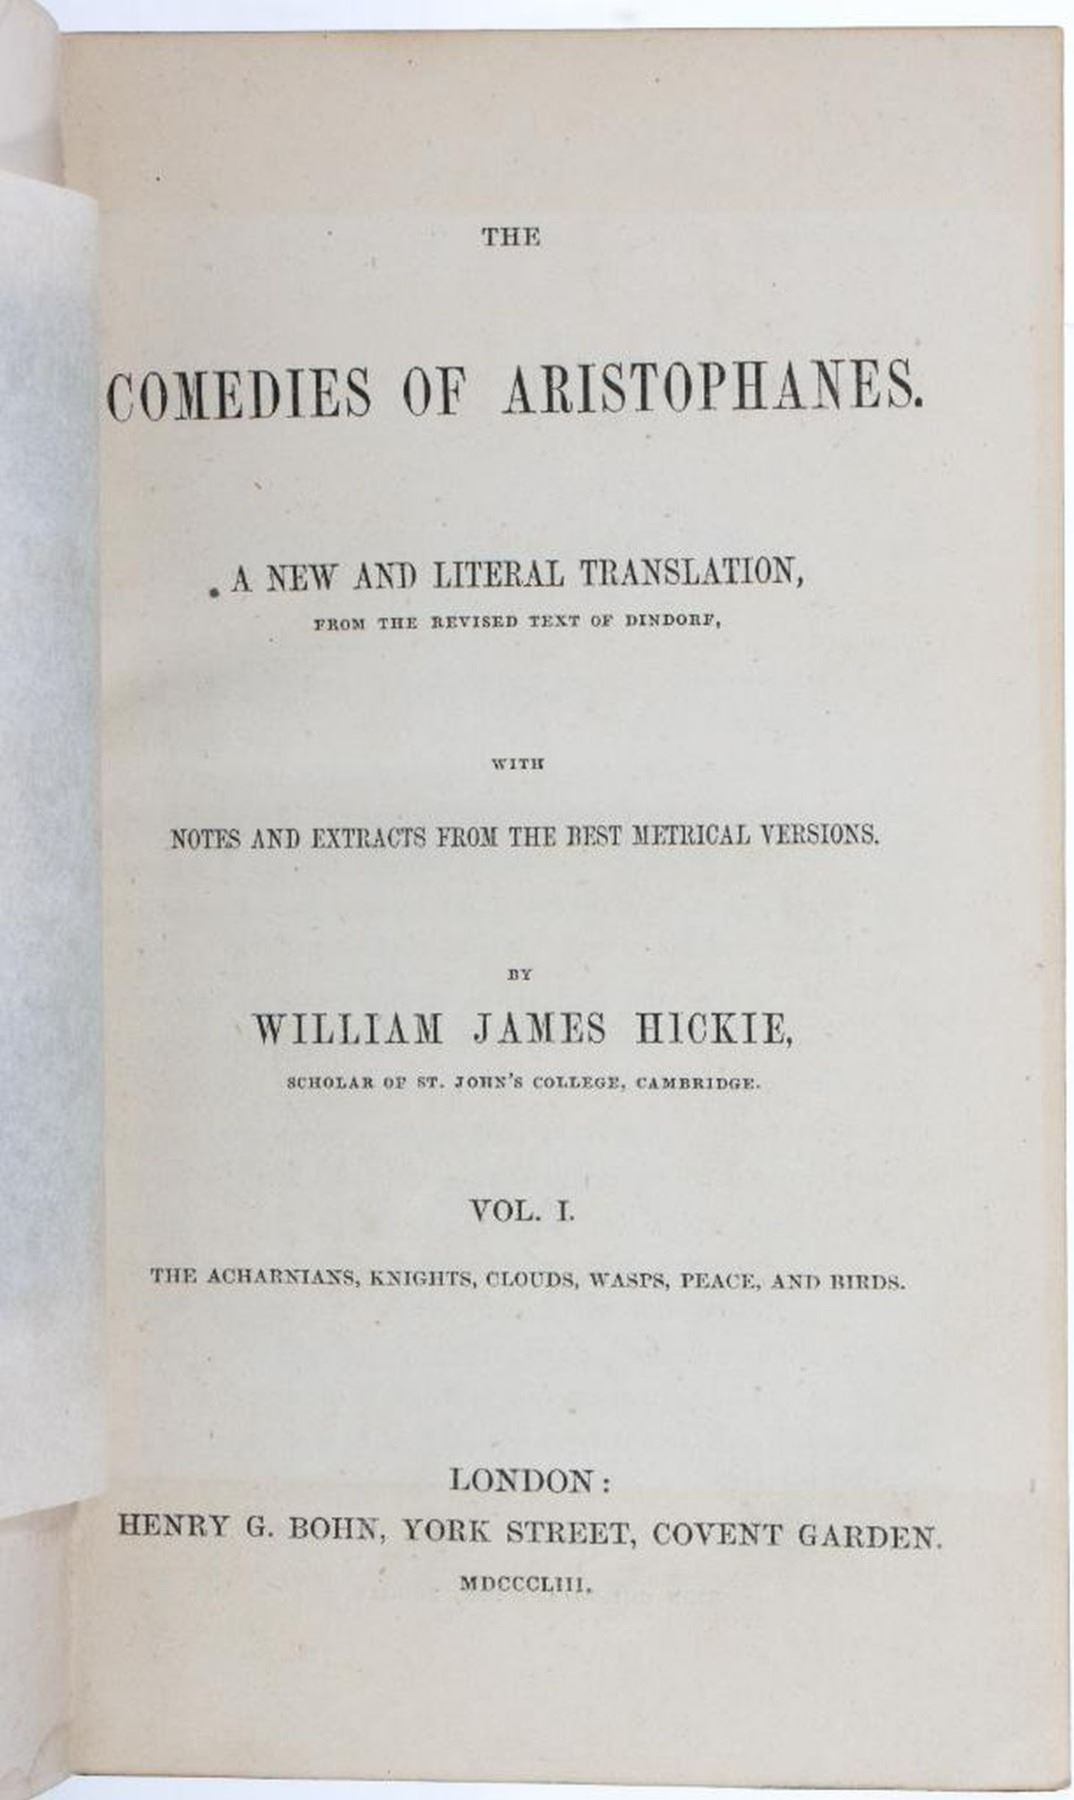 THE
COMEDIES OF ARISTOPHANES.
A NEW AND LITERAL TRANSLATION,
FROM THE REVISED TEXT OF DINDORF,
WITH
NOTES AND EXTRACTS FROM THE BEST METRICAL VERSIONS.
BY
WILLIAM JAMES HICKIE,
SCHOLAR OF ST. JOHN'S COLLEGE, CAMBRIDGE.
VOL. I.
THE ACHARNIANS, KNIGHTS, CLOUDS, WASPS, PEACE, AND BIRDS.
LONDON:
HENRY G. BOHN, YORK STREET, COVENT GARDEN.
MDCCCLIII.